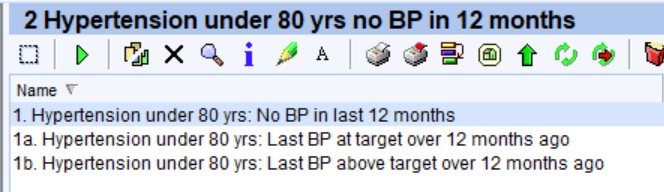 2 Hypertension under 80 yrs no BP in 12 months
A
Name
1. Hypertension under 80 yrs: No BP in last 12 months
1a. Hypertension under 80 yrs: Last BP at target over 12 months ago
1b. Hypertension under 80 yrs: Last BP above target over 12 months ago